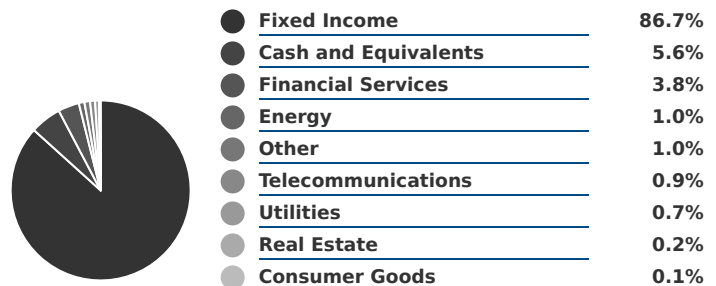 Fixed Income 86.7%
Cash and Equivalents 5.6%
Financial Services 3.8%
Energy 1.0%
Other 1.0%
Telecommunications 0.9%
Utilities 0.7%
Real Estate 0.2%
Consumer Goods 0.1%